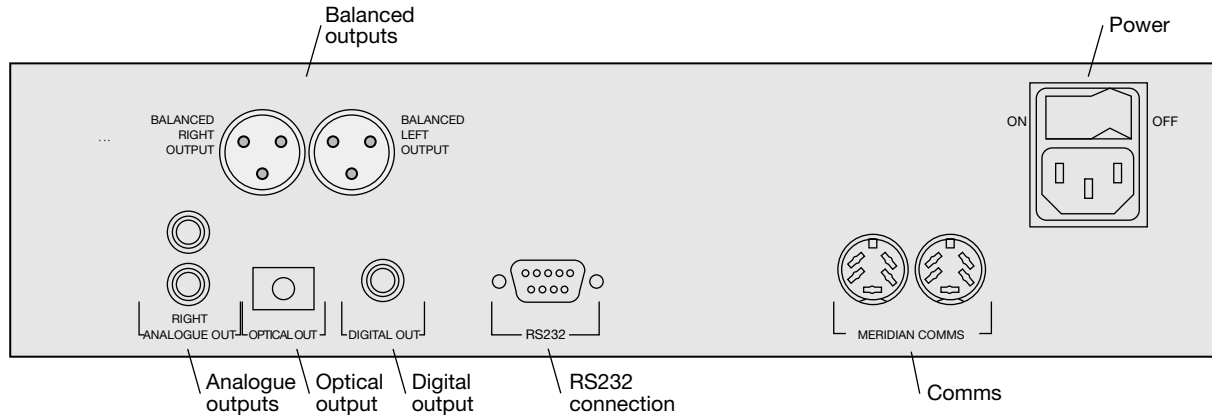 Balanced
outputs
Power
BALANCED
RIGHT
OUTPUT
BALANCED
LEFT
OUTPUT
...
ON
OFF
RIGHT
ANALOGUE OUT
OPTICAL OUT
DIGITAL OUT
RS232
MERIDIAN COMMS
Analogue
outputs
Optical
output
Digital
output
RS232
connection
Comms